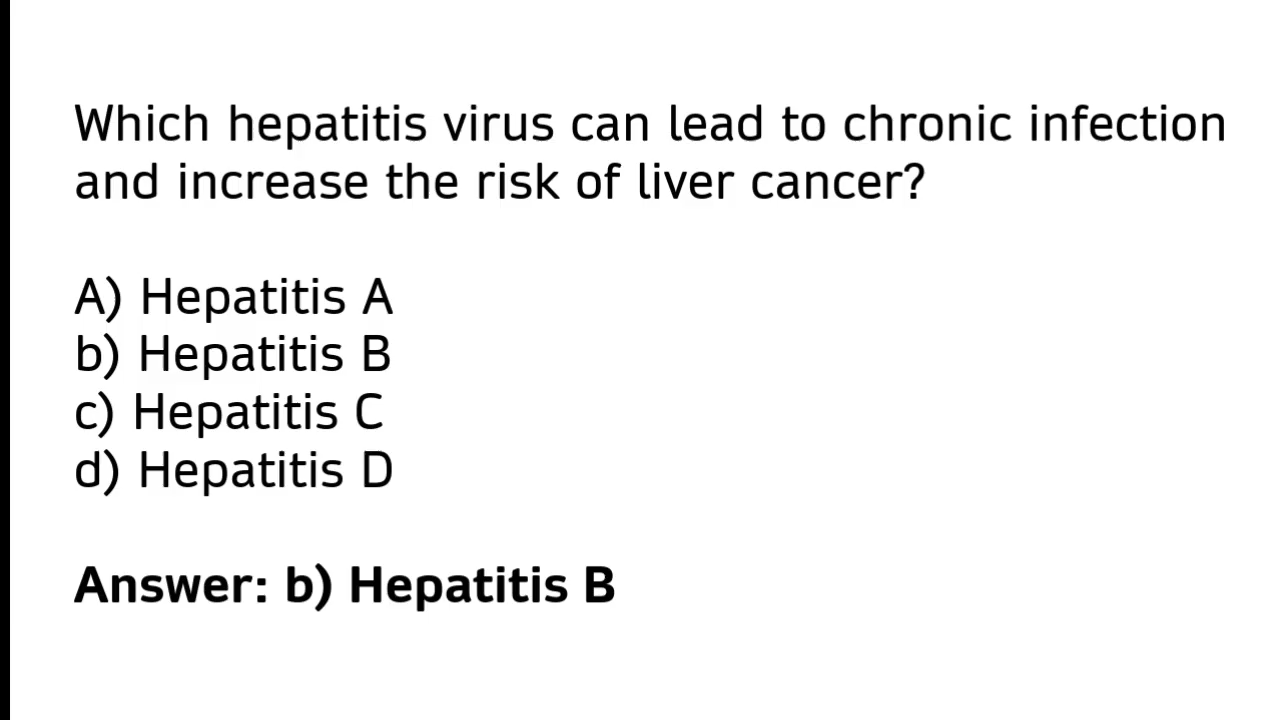 Which hepatitis virus can lead to chronic infection
and increase the risk of liver cancer?
A) Hepatitis A
b) Hepatitis B
c) Hepatitis C
d) Hepatitis D
Answer: b) Hepatitis B